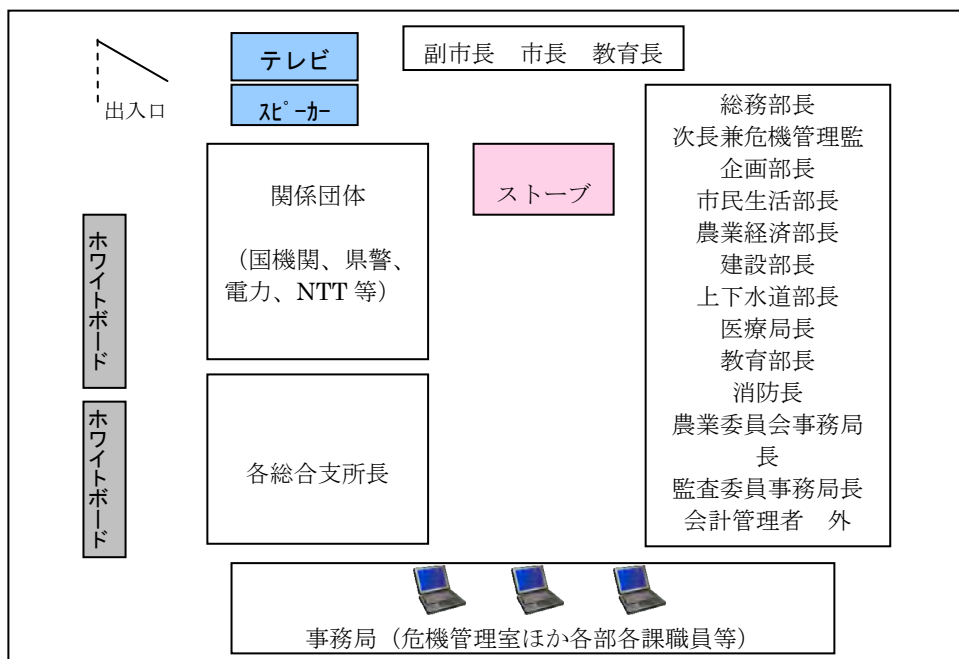 出入口
テレビ
ｽﾋﾟｰｶｰ
副市長　市長　教育長
関係団体
（国機関、県警、
電力、NTT 等）
ストーブ
総務部長
次長兼危機管理監
企画部長
市民生活部長
農業経済部長
建設部長
上下水道部長
医療局長
教育部長
消防長
農業委員会事務局
長
監査委員事務局長
会計管理者　外
ホワイトボード
ホワイトボード
各総合支所長
事務局（危機管理室ほか各部各課職員等）